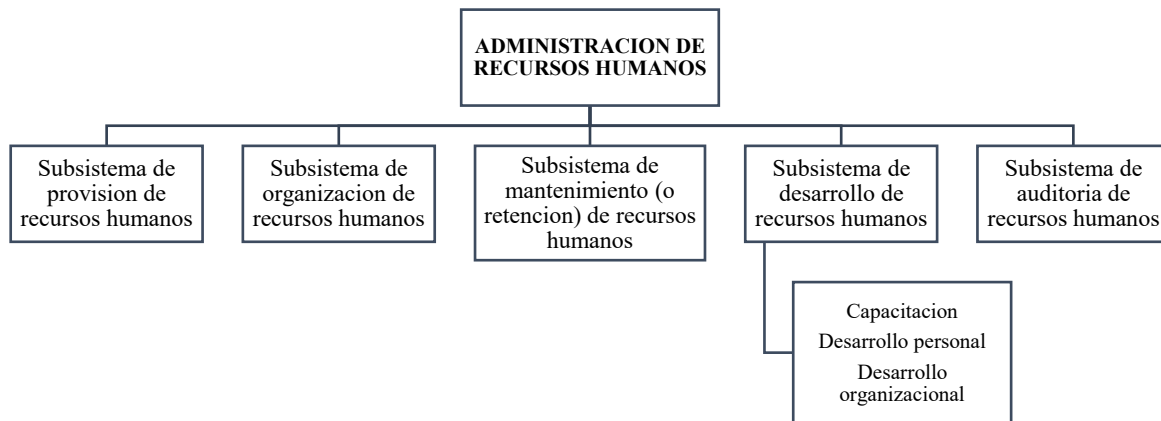 ADMINISTRACION DE
RECURSOS HUMANOS
Subsistema de
provision de
recursos humanos
Subsistema de
organizacion de
recursos humanos
Subsistema de
mantenimiento (o
retencion) de recursos
humanos
Subsistema de
desarrollo de
recursos humanos
Subsistema de
auditoria de
recursos humanos
Capacitacion
Desarrollo personal
Desarrollo
organizacional